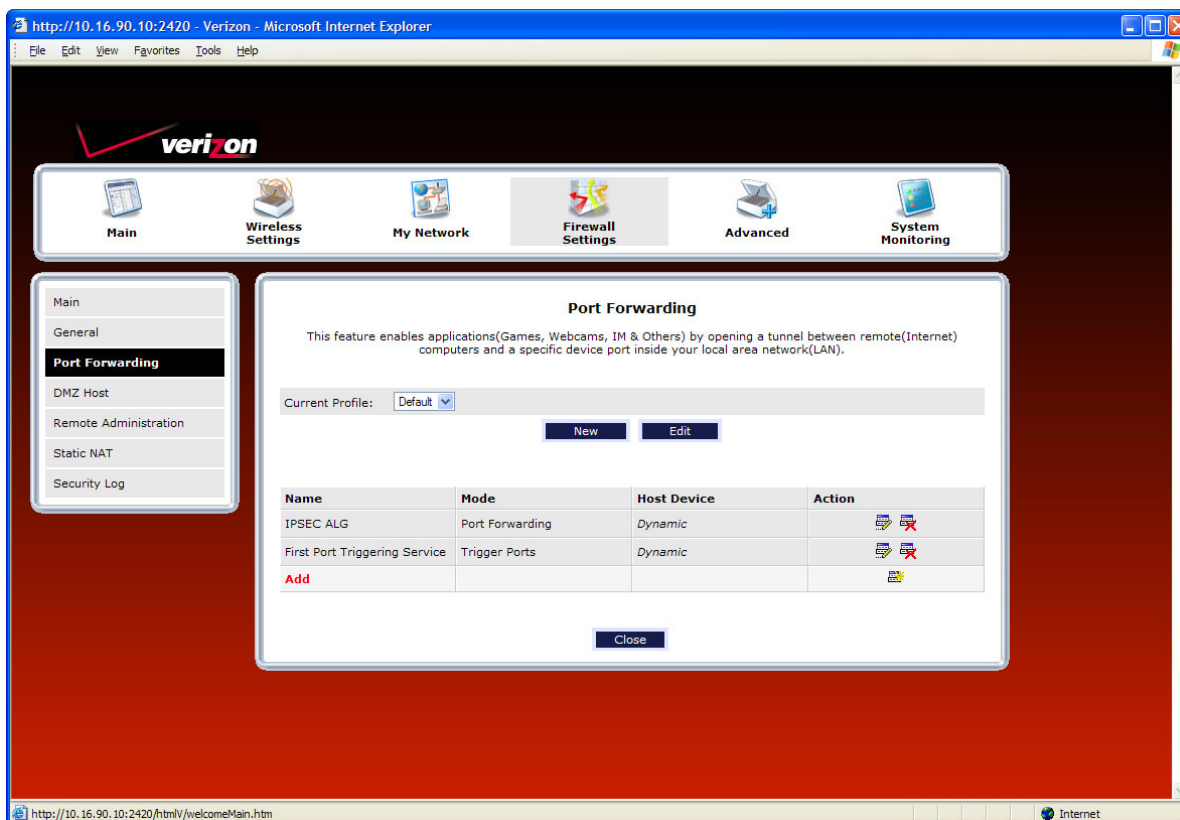 http://10.16.90.10:2420 - Verizon - Microsoft Internet Explorer
File Edit View Favorites Tools Help
verizon
Main
Wireless
Settings
My Network
Firewall
Settings
Advanced
System
Monitoring
Main
General
Port Forwarding
DMZ Host
Remote Administration
Static NAT
Security Log
Port Forwarding
This feature enables applications(Games, Webcams, IM & Others) by opening a tunnel between remote(Internet)
computers and a specific device port inside your local area network(LAN).
Current Profile: Default
New Edit
Name Mode Host Device Action
IPSEC ALG Port Forwarding Dynamic
First Port Triggering Service Trigger Ports Dynamic
Add
Close
http://10.16.90.10:2420/htmlV/welcomeMain.htm Internet